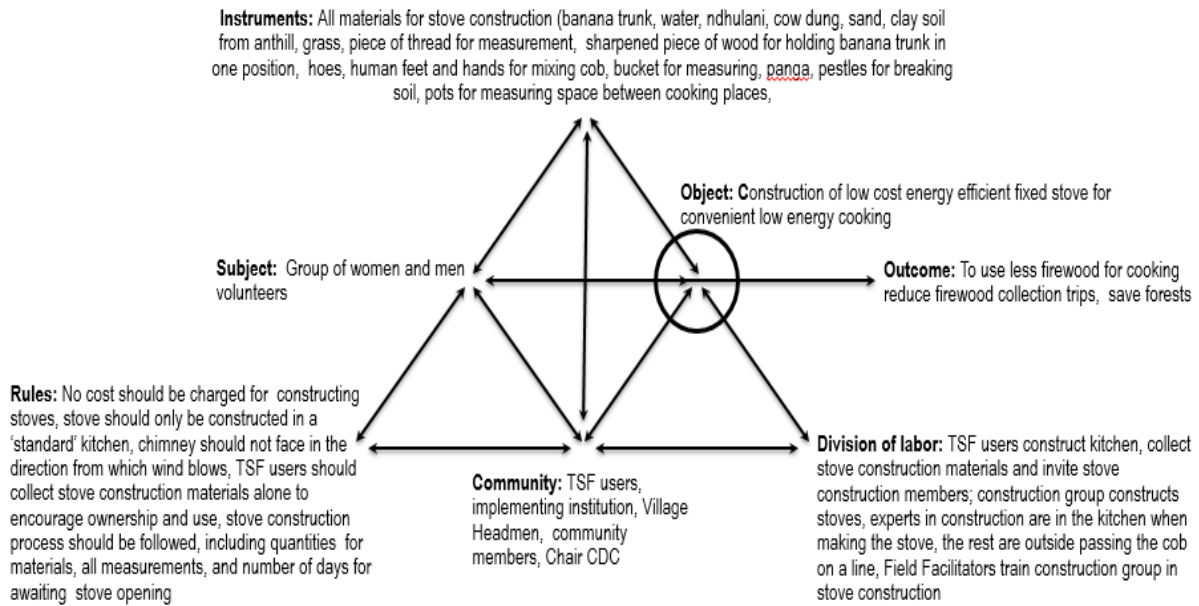 Instruments: All materials for stove construction (banana trunk, water, ndhulani, cow dung, sand, clay soil
from anthill, grass, piece of thread for measurement, sharpened piece of wood for holding banana trunk in
one position, hoes, human feet and hands for mixing cob, bucket for measuring, panga, pestles for breaking
soil, pots for measuring space between cooking places,
Object: Construction of low cost energy efficient fixed stove for
convenient low energy cooking
Subject: Group of women and men
volunteers
Outcome: To use less firewood for cooking
reduce firewood collection trips, save forests
Rules: No cost should be charged for constructing
stoves, stove should only be constructed in a
‘standard’ kitchen, chimney should not face in the
direction from which wind blows, TSF users should
collect stove construction materials alone to
encourage ownership and use, stove construction
process should be followed, including quantities for
materials, all measurements, and number of days for
awaiting stove opening
Community: TSF users,
implementing institution, Village
Headmen, community
members, Chair CDC
Division of labor: TSF users construct kitchen, collect
stove construction materials and invite stove
construction members; construction group constructs
stoves, experts in construction are in the kitchen when
making the stove, the rest are outside passing the cob
on a line, Field Facilitators train construction group in
stove construction